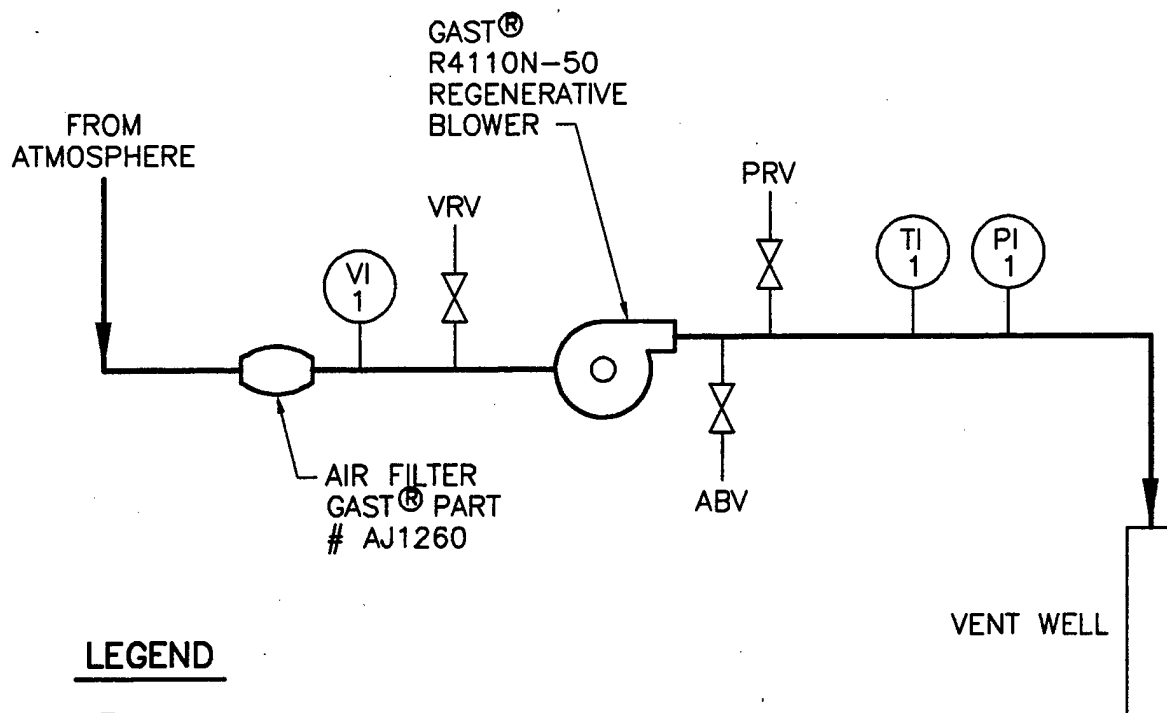 GAST®
R4110N-50
REGENERATIVE
BLOWER
FROM
ATMOSPHERE
VRV
PRV
VI
1
TI
1
PI
1
AIR FILTER
GAST® PART
# AJ1260
ABV
VENT WELL
LEGEND